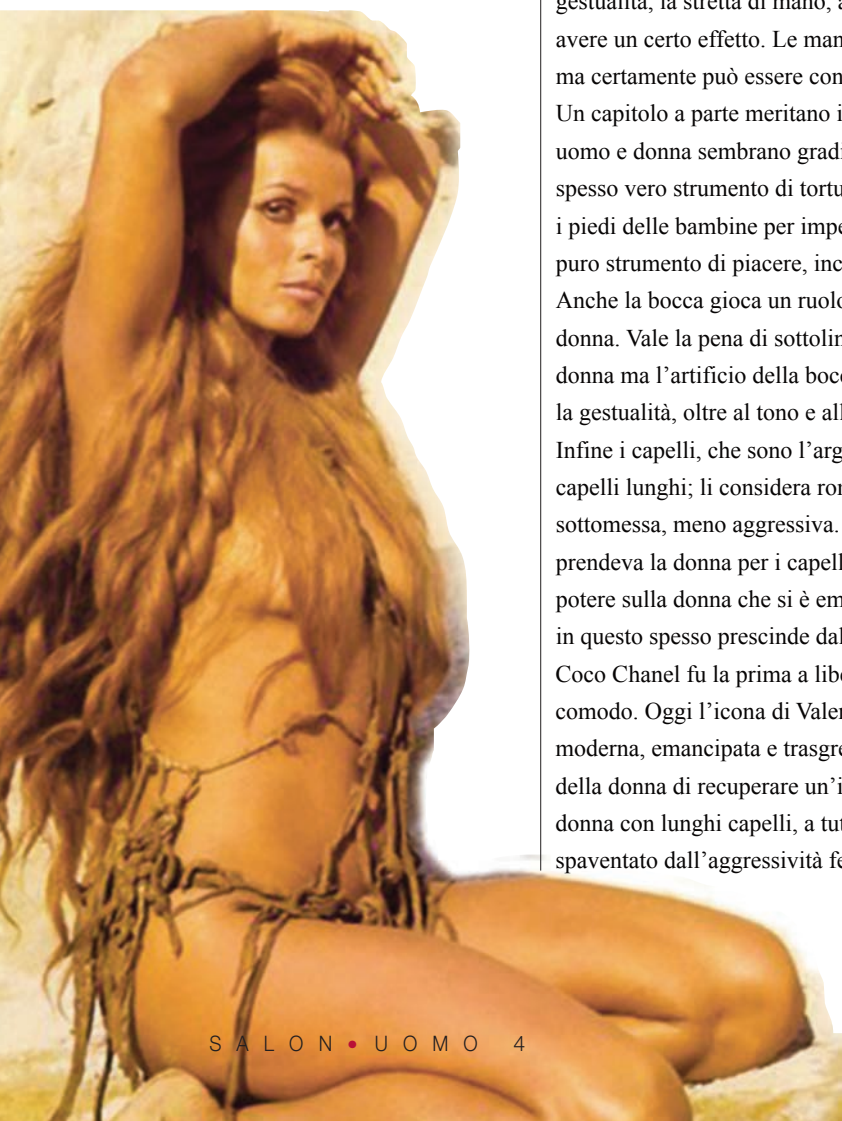 gestualità, la stretta di mano, a
avere un certo effetto. Le man
ma certamente può essere con
Un capitolo a parte meritano i
uomo e donna sembrano gradi
spesso vero strumento di tortu
i piedi delle bambine per impe
puro strumento di piacere, inc
Anche la bocca gioca un ruolo
donna. Vale la pena di sottolin
donna ma l’artificio della bocc
la gestualità, oltre al tono e all
Infine i capelli, che sono l’arg
capelli lunghi; li considera ron
sottomessa, meno aggressiva.
prendeva la donna per i capell
potere sulla donna che si è em
in questo spesso prescinde dal
Coco Chanel fu la prima a libe
comodo. Oggi l’icona di Valen
moderna, emancipata e trasgre
della donna di recuperare un’i
donna con lunghi capelli, a tut
spaventato dall’aggressività fe
SALON•UOMO 4